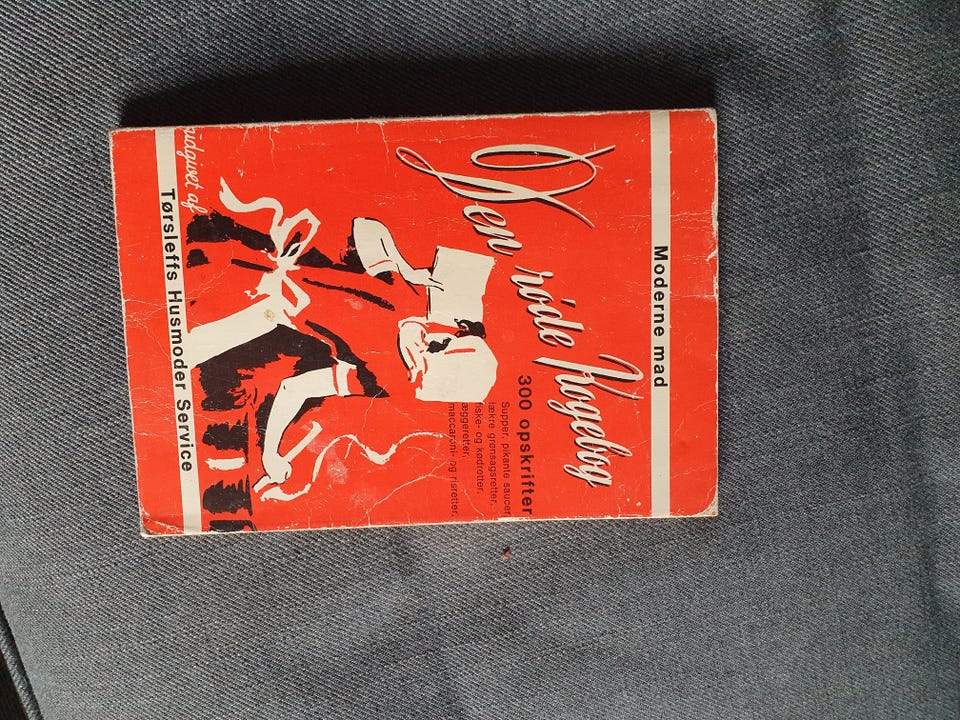 Moderne mad
Den røde Kogebog
300 opskrifter
Supper, pikante saucer
lækre grønsagsretter,
fiske- og kødretter,
æggeretter,
maccaroni- og risretter.
udgivet af
Tørsleffs Husmoder Service